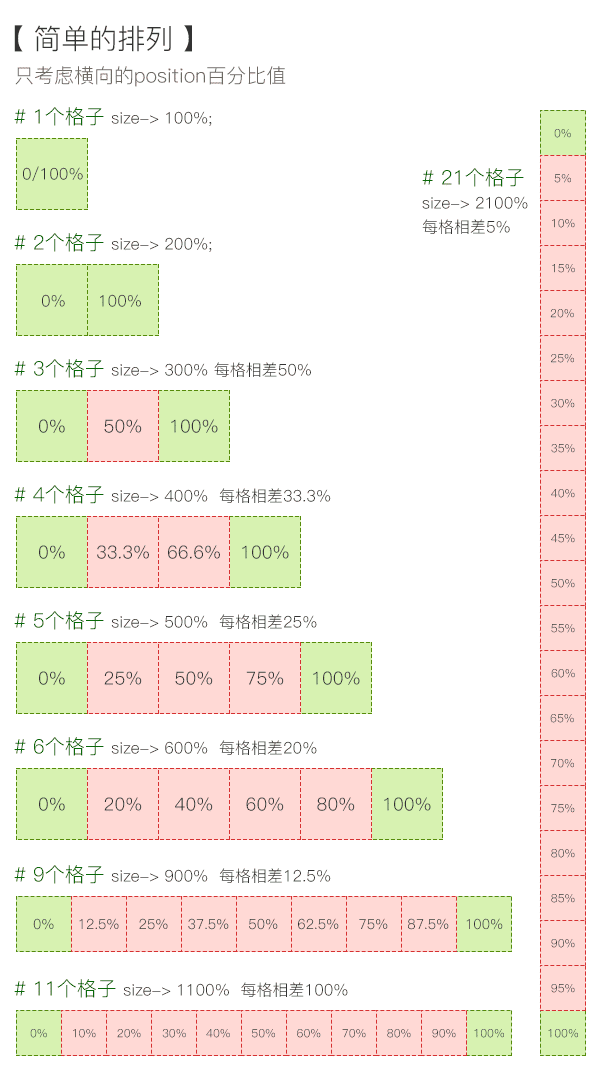 【 简单的排列 】
只考虑横向的position百分比值
# 1个格子 size-> 100%;
0/100%
# 2个格子 size-> 200%;
0% 100%
# 3个格子 size-> 300% 每格相差50%
0% 50% 100%
# 4个格子 size-> 400% 每格相差33.3%
0% 33.3% 66.6% 100%
# 5个格子 size-> 500% 每格相差25%
0% 25% 50% 75% 100%
# 6个格子 size-> 600% 每格相差20%
0% 20% 40% 60% 80% 100%
# 9个格子 size-> 900% 每格相差12.5%
0% 12.5% 25% 37.5% 50% 62.5% 75% 87.5% 100%
# 11个格子 size-> 1100% 每格相差100%
0% 10% 20% 30% 40% 50% 60% 70% 80% 90% 100%
# 21个格子
size-> 2100%
每格相差5%
0%
5%
10%
15%
20%
25%
30%
35%
40%
45%
50%
55%
60%
65%
70%
75%
80%
85%
90%
95%
100%